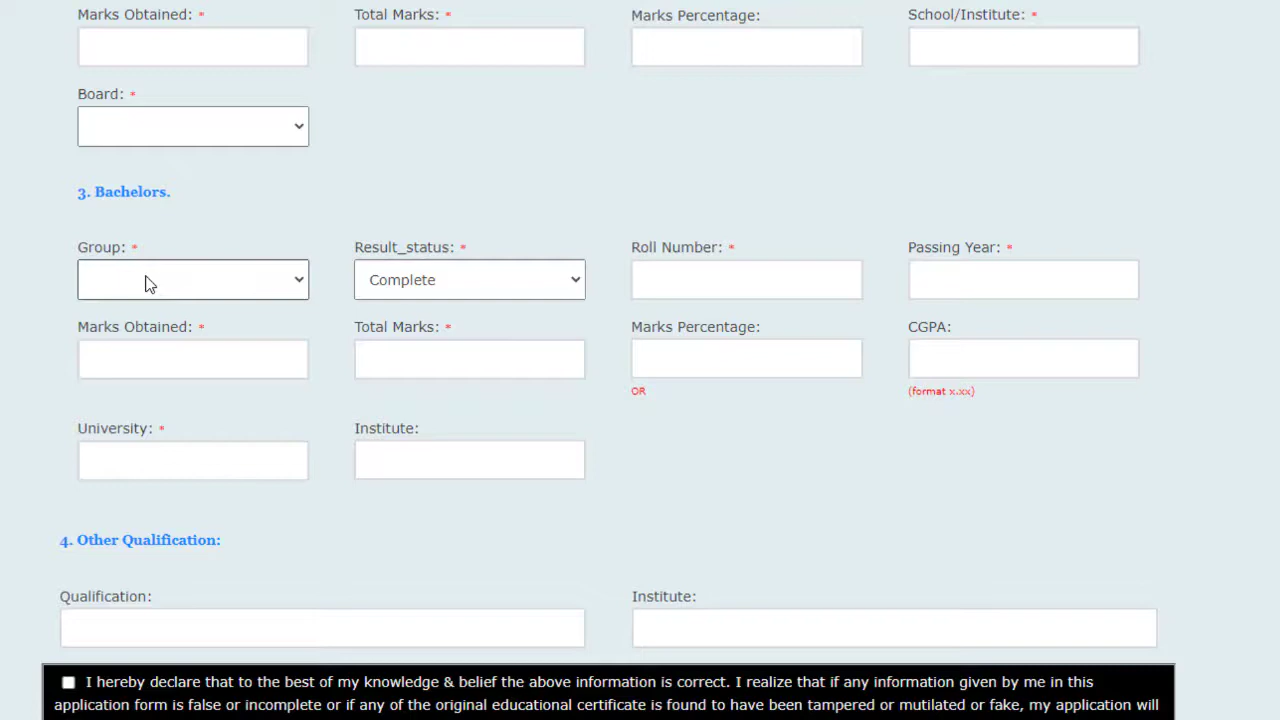 Marks Obtained: * Total Marks: * Marks Percentage: School/Institute: *
Board: *
3. Bachelors.
Group: * Result_status: * Roll Number: * Passing Year: *
Complete
Marks Obtained: * Total Marks: * Marks Percentage: CGPA:
OR (format x.xx)
University: * Institute:
4. Other Qualification:
Qualification: Institute:
I hereby declare that to the best of my knowledge & belief the above information is correct. I realize that if any information given by me in this
application form is false or incomplete or if any of the original educational certificate is found to have been tampered or mutilated or fake, my application will